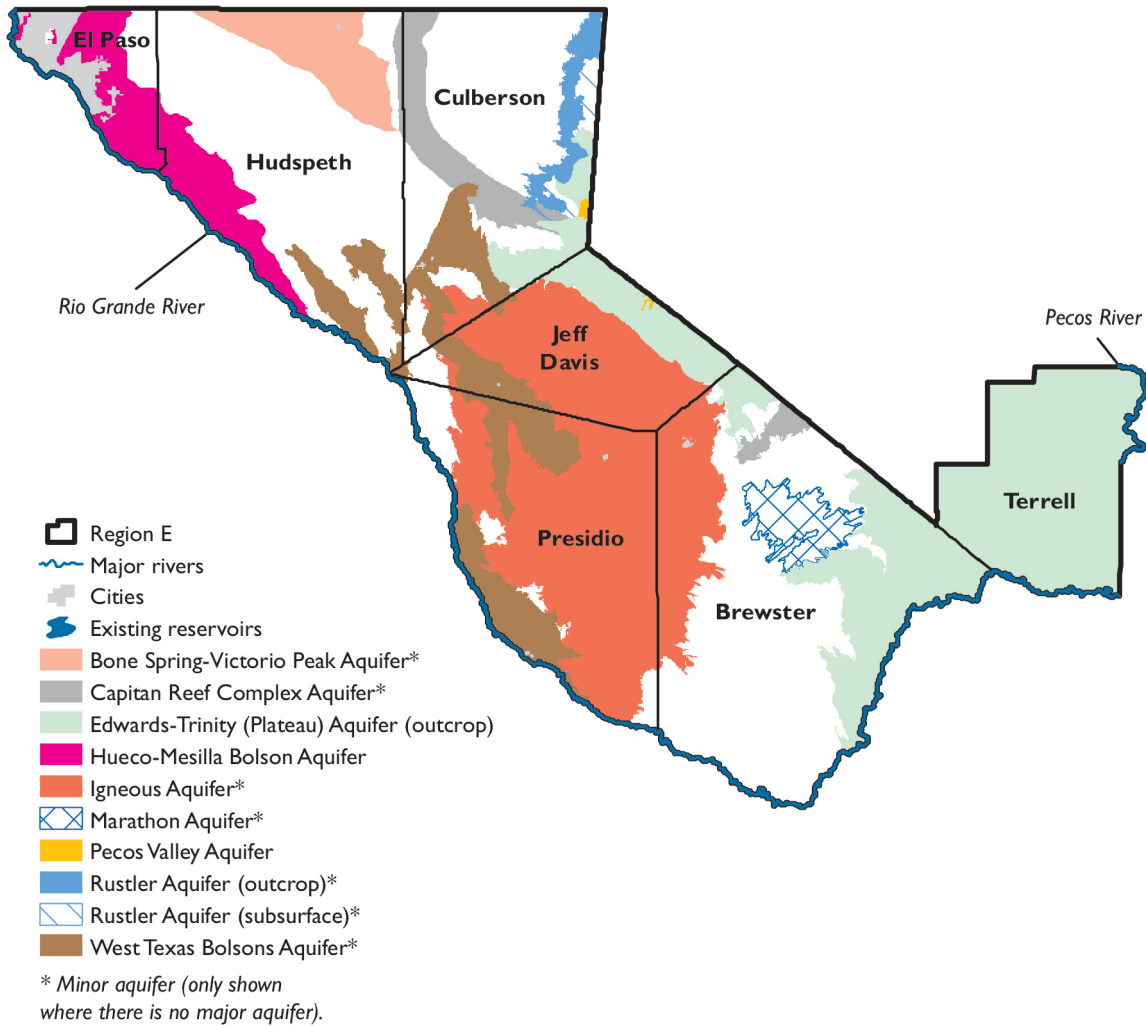 El Paso
Culberson
Hudspeth
Rio Grande River
Jeff
Davis
Pecos River
Terrell
Presidio
Brewster
Region E
Major rivers
Cities
Existing reservoirs
Bone Spring-Victorio Peak Aquifer*
Capitan Reef Complex Aquifer*
Edwards-Trinity (Plateau) Aquifer (outcrop)
Hueco-Mesilla Bolson Aquifer
Igneous Aquifer*
Marathon Aquifer*
Pecos Valley Aquifer
Rustler Aquifer (outcrop)*
Rustler Aquifer (subsurface)*
West Texas Bolsons Aquifer*
* Minor aquifer (only shown
where there is no major aquifer).